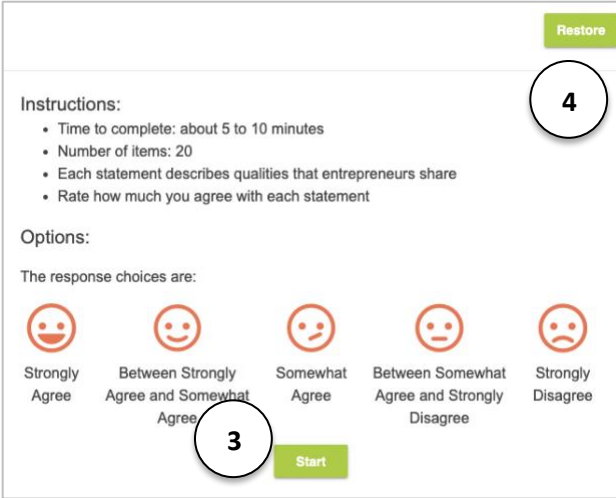 Restore
4
Instructions:
• Time to complete: about 5 to 10 minutes
• Number of items: 20
• Each statement describes qualities that entrepreneurs share
• Rate how much you agree with each statement
Options:
The response choices are:
Strongly
Agree
Between Strongly
Agree and Somewhat
Agree
Somewhat
Agree
Between Somewhat
Agree and Strongly
Disagree
Strongly
Disagree
3
Start